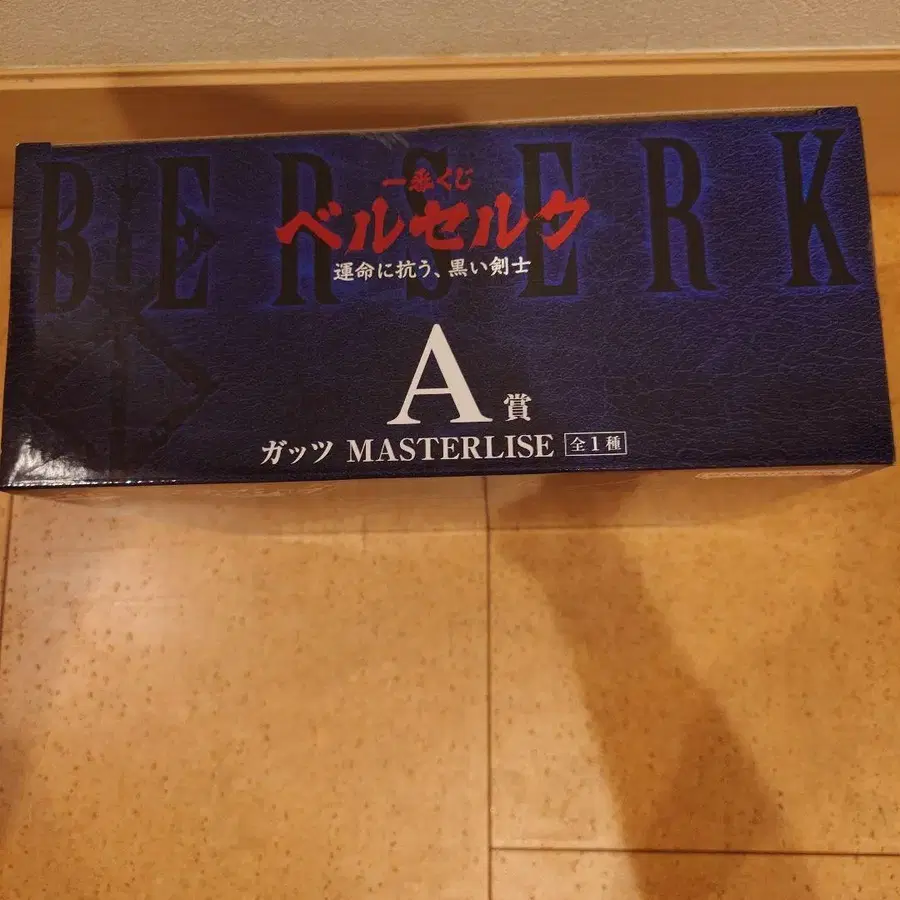 BERSERK
一番くじ
ベルセルク
運命に抗う、黒い剣士
A賞
ガッツ MASTERLISE 全1種